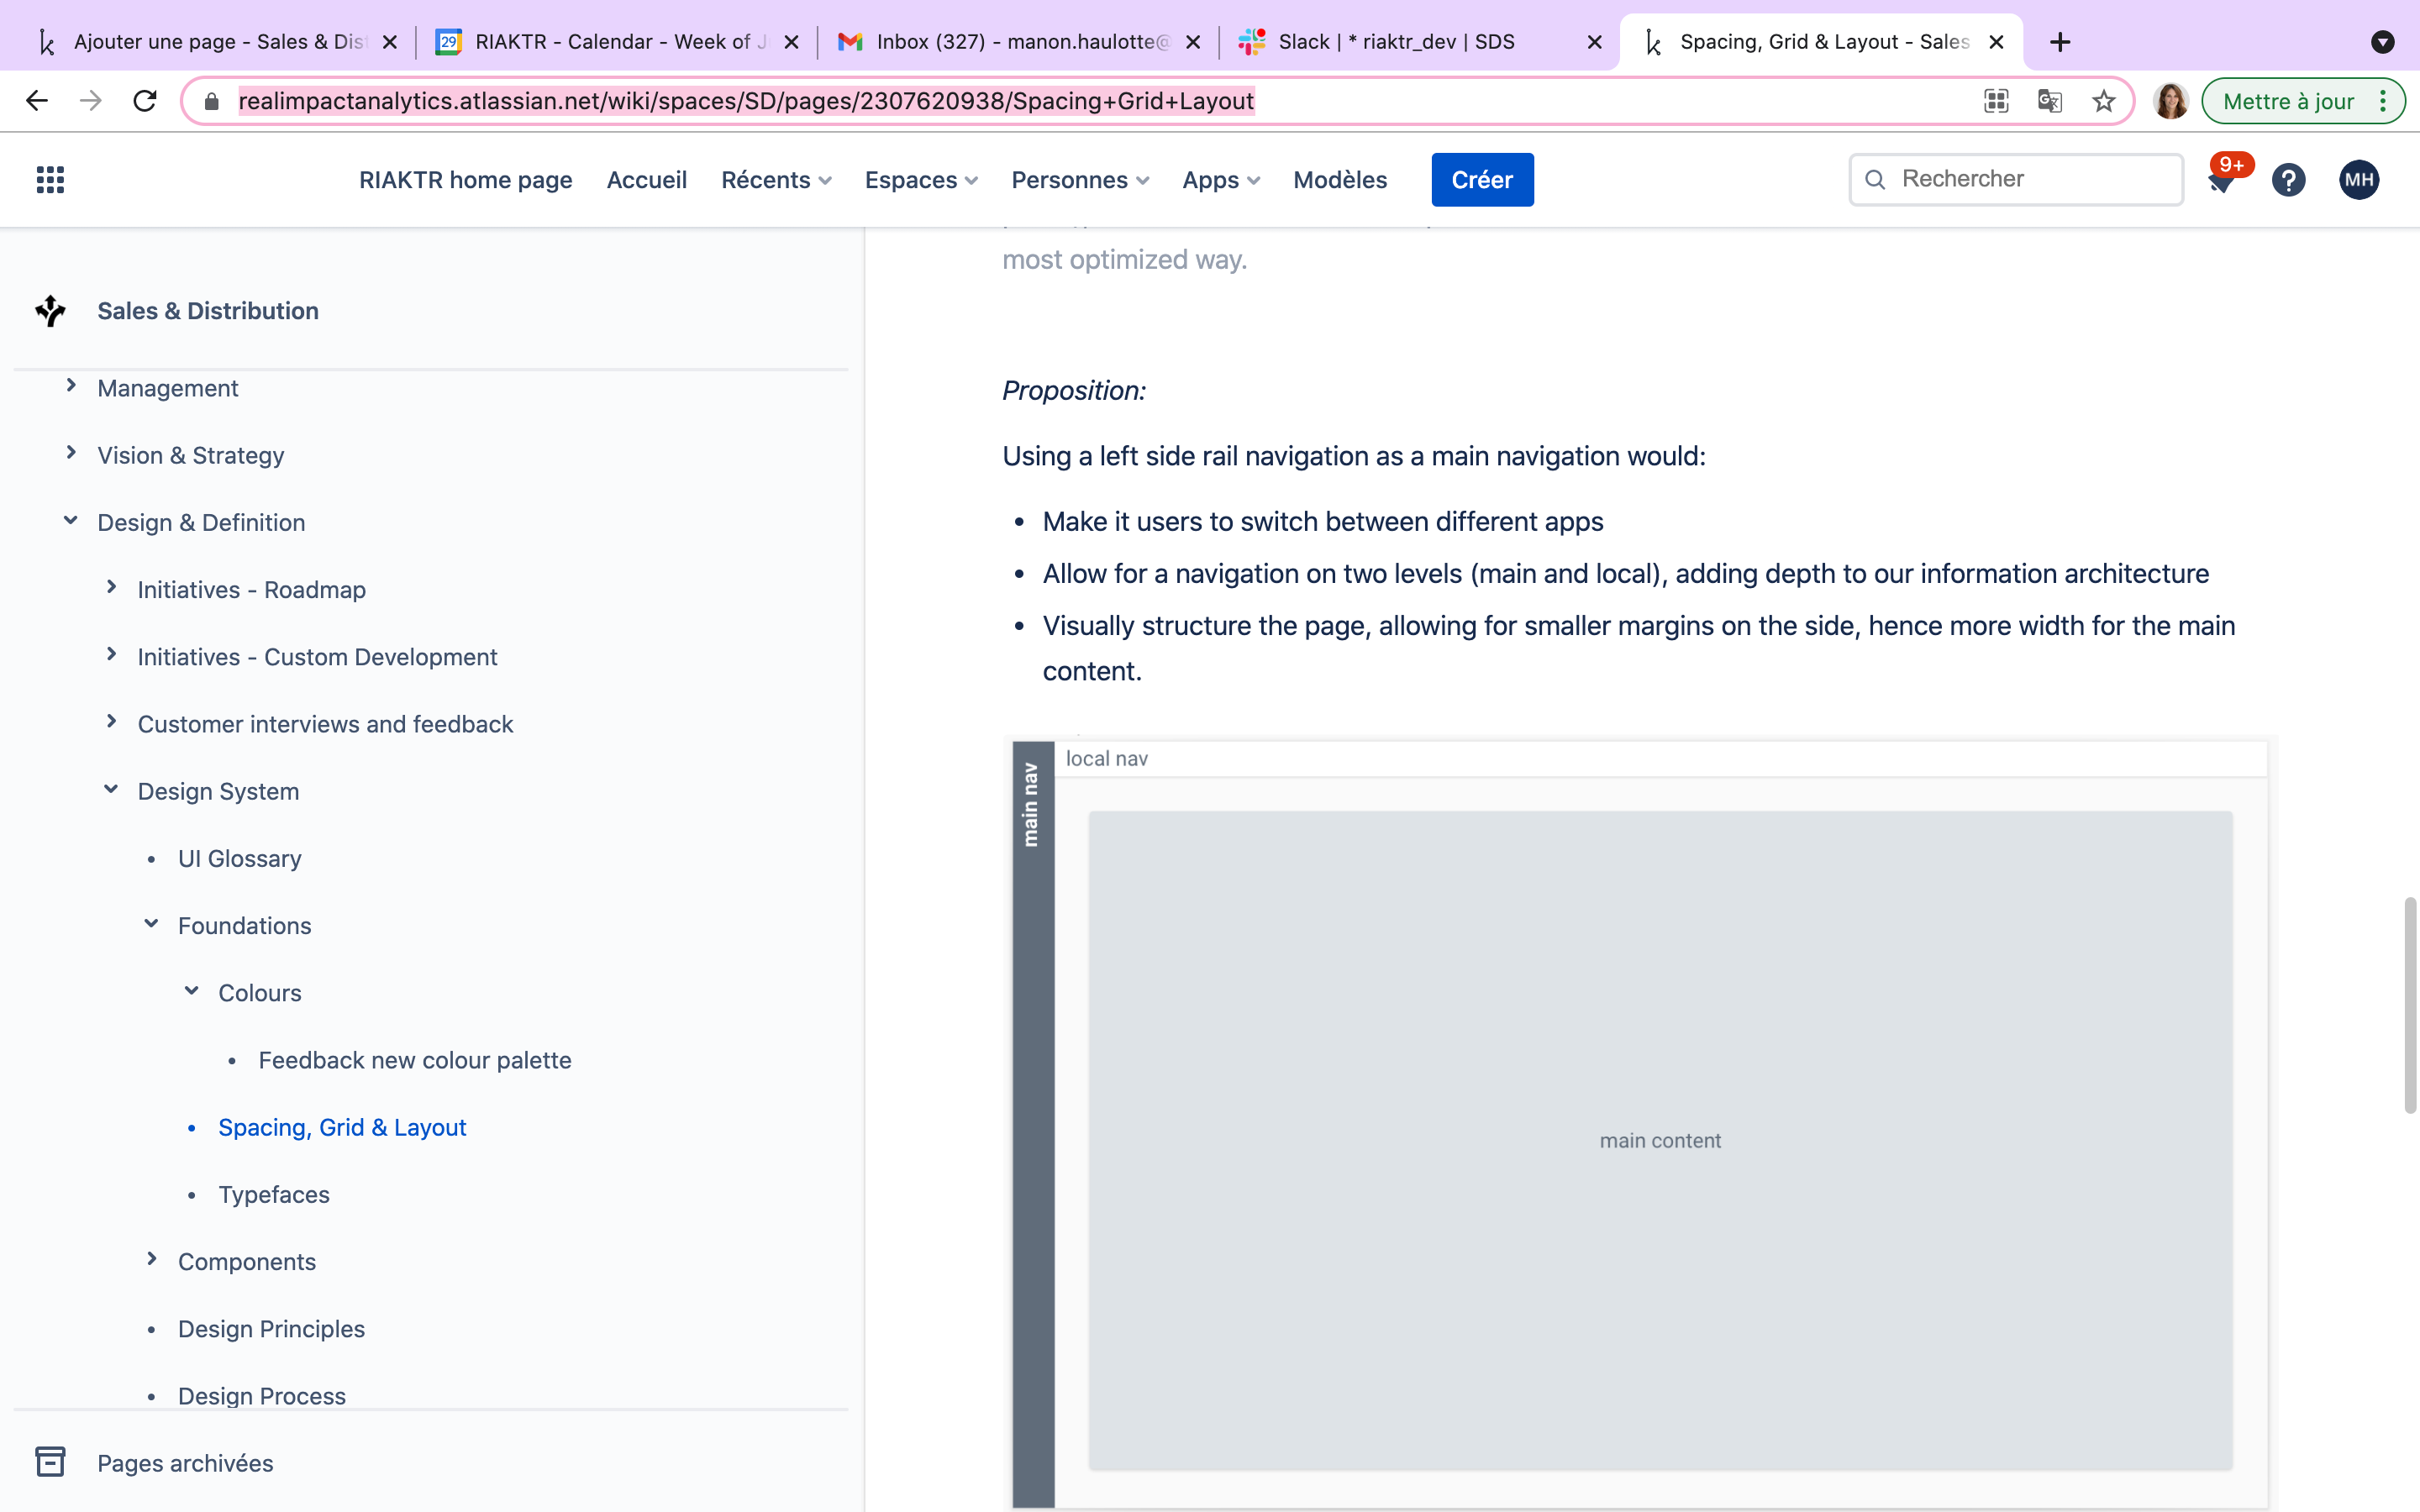 Ajouter une page - Sales & Dis
RIAKTR - Calendar - Week of J
Inbox (327) - manon.haulotte@
Slack | * riaktr_dev | SDS
Spacing, Grid & Layout - Sales
29
realimpactanalytics.atlassian.net/wiki/spaces/SD/pages/2307620938/Spacing+Grid+Layout
Mettre à jour
RIAKTR home page
Accueil
Récents
Espaces
Personnes
Apps
Modèles
Créer
Rechercher
9+
?
MH
Sales & Distribution
Management
Vision & Strategy
Design & Definition
Initiatives - Roadmap
Initiatives - Custom Development
Customer interviews and feedback
Design System
UI Glossary
Foundations
Colours
Feedback new colour palette
Spacing, Grid & Layout
Typefaces
Components
Design Principles
Design Process
Pages archivées
most optimized way.
Proposition:
Using a left side rail navigation as a main navigation would:
Make it users to switch between different apps
Allow for a navigation on two levels (main and local), adding depth to our information architecture
Visually structure the page, allowing for smaller margins on the side, hence more width for the main
content.
main nav
local nav
main content